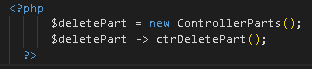 <?php
$deletePart = new ControllerParts();
$deletePart -> ctrDeletePart();
?>